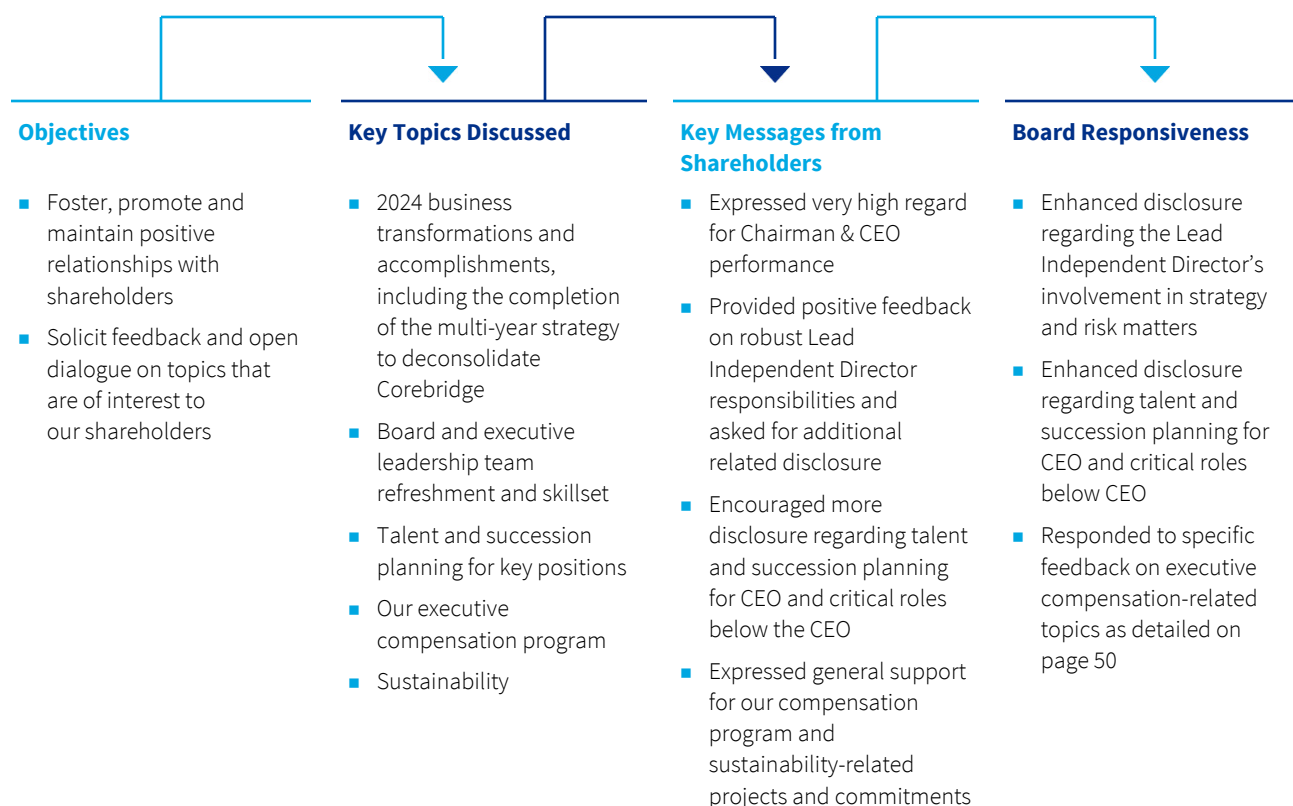 Objectives
■ Foster, promote and
maintain positive
relationships with
shareholders
■ Solicit feedback and open
dialogue on topics that
are of interest to
our shareholders
Key Topics Discussed
■ 2024 business
transformations and
accomplishments,
including the completion
of the multi-year strategy
to deconsolidate
Corebridge
■ Board and executive
leadership team
refreshment and skillset
■ Talent and succession
planning for key positions
■ Our executive
compensation program
■ Sustainability
Key Messages from
Shareholders
■ Expressed very high regard
for Chairman & CEO
performance
■ Provided positive feedback
on robust Lead
Independent Director
responsibilities and
asked for additional
related disclosure
■ Encouraged more
disclosure regarding talent
and succession planning
for CEO and critical roles
below the CEO
■ Expressed general support
for our compensation
program and
sustainability-related
projects and commitments
Board Responsiveness
■ Enhanced disclosure
regarding the Lead
Independent Director’s
involvement in strategy
and risk matters
■ Enhanced disclosure
regarding talent and
succession planning for
CEO and critical roles
below CEO
■ Responded to specific
feedback on executive
compensation-related
topics as detailed on
page 50